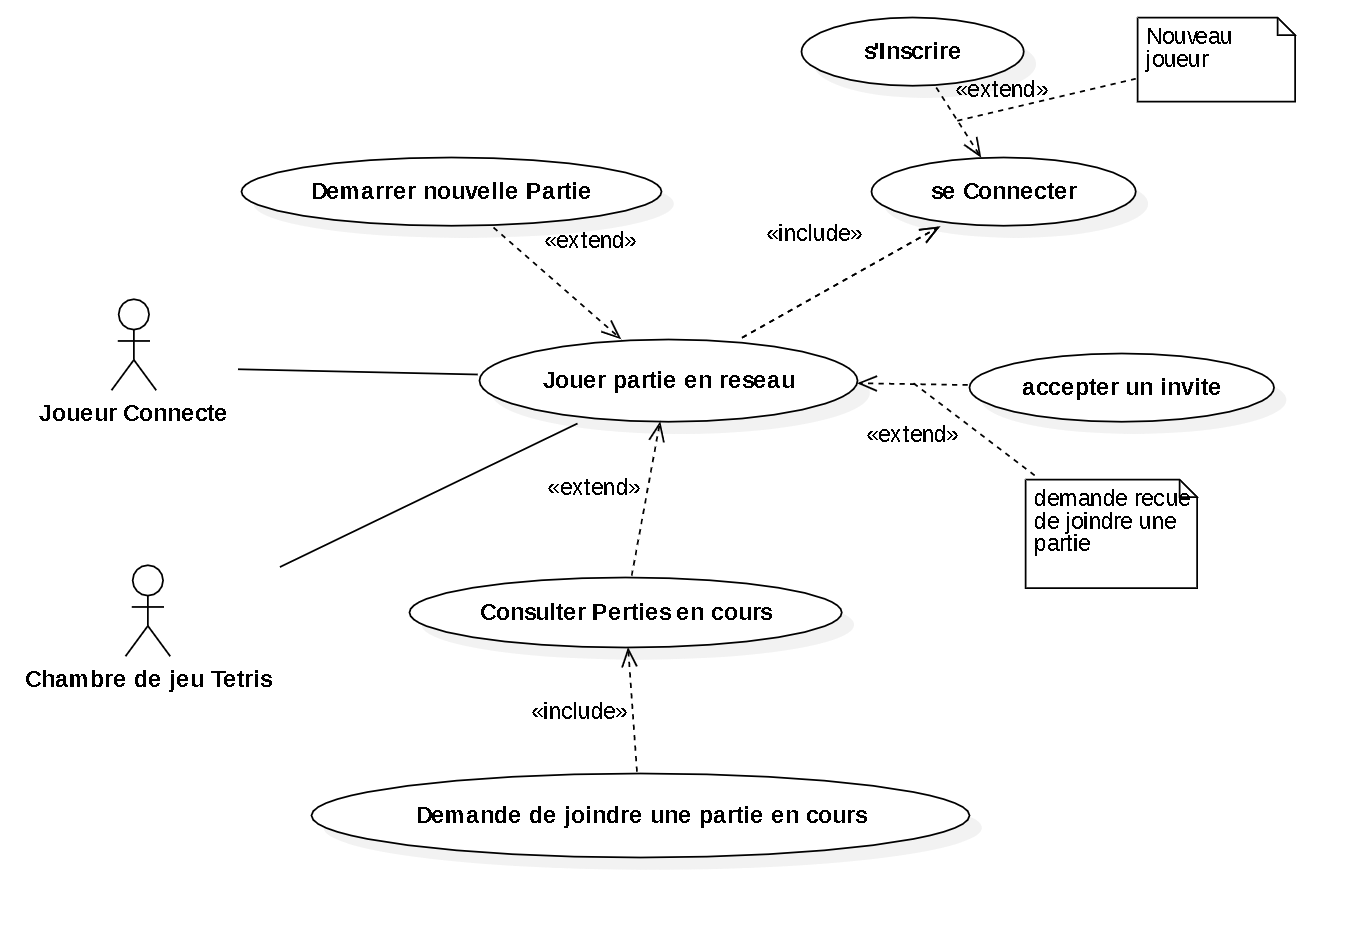 s'Inscrire
Nouveau
joueur
«extend»
Demarrer nouvelle Partie
se Connecter
«extend»
«include»
Jouer partie en reseau
accepter un invite
Joueur Connecte
«extend»
«extend»
demande recue
de joindre une
partie
Consulter Perties en cours
Chambre de jeu Tetris
«include»
Demande de joindre une partie en cours